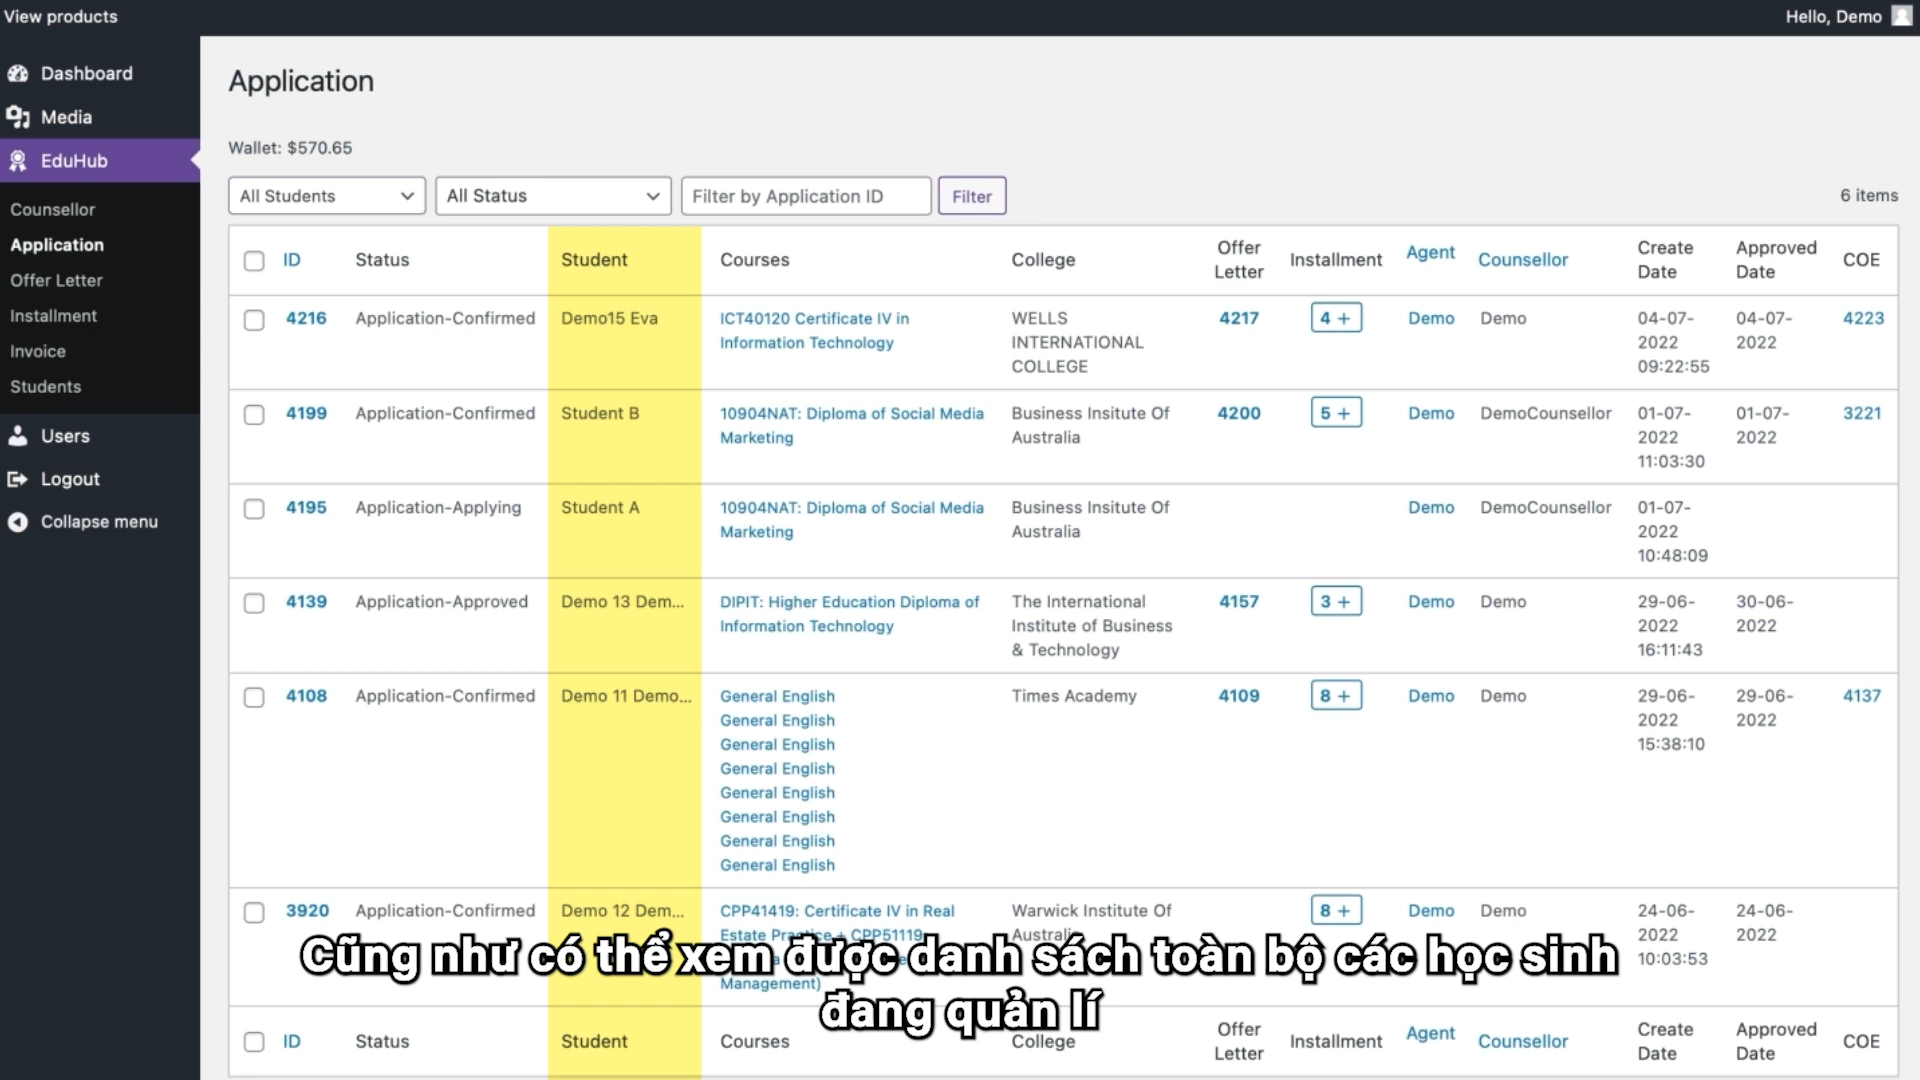 View products
Hello, Demo
Dashboard
Media
EduHub
Counsellor
Application
Offer Letter
Installment
Invoice
Students
Users
Logout
Collapse menu
Application
Wallet: $570.65
All Students
All Status
Filter by Application ID
Filter
6 items
ID Status Student Courses College Offer Letter Installment Agent Counsellor Create Date Approved Date COE
4216 Application-Confirmed Demo15 Eva ICT40120 Certificate IV in Information Technology WELLS INTERNATIONAL COLLEGE 4217 4 + Demo Demo 04-07-2022 09:22:55 04-07-2022 4223
4199 Application-Confirmed Student B 10904NAT: Diploma of Social Media Marketing Business Insitute Of Australia 4200 5 + Demo DemoCounsellor 01-07-2022 11:03:30 01-07-2022 3221
4195 Application-Applying Student A 10904NAT: Diploma of Social Media Marketing Business Insitute Of Australia Demo DemoCounsellor 01-07-2022 10:48:09
4139 Application-Approved Demo 13 Dem... DIPIT: Higher Education Diploma of Information Technology The International Institute of Business & Technology 4157 3 + Demo Demo 29-06-2022 16:11:43 30-06-2022
4108 Application-Confirmed Demo 11 Demo... General English Times Academy 4109 8 + Demo Demo 29-06-2022 15:38:10 29-06-2022 4137
General English
General English
General English
General English
General English
General English
General English
3920 Application-Confirmed Demo 12 Dem... CPP41419: Certificate IV in Real Estate Practice + CPP51119 Management) Warwick Institute Of Australia 8 + Demo Demo 24-06-2022 10:03:53 24-06-2022
Cũng như có thể xem được danh sách toàn bộ các học sinh
đang quản lí
ID Status Student Courses College Offer Letter Installment Agent Counsellor Create Date Approved Date COE